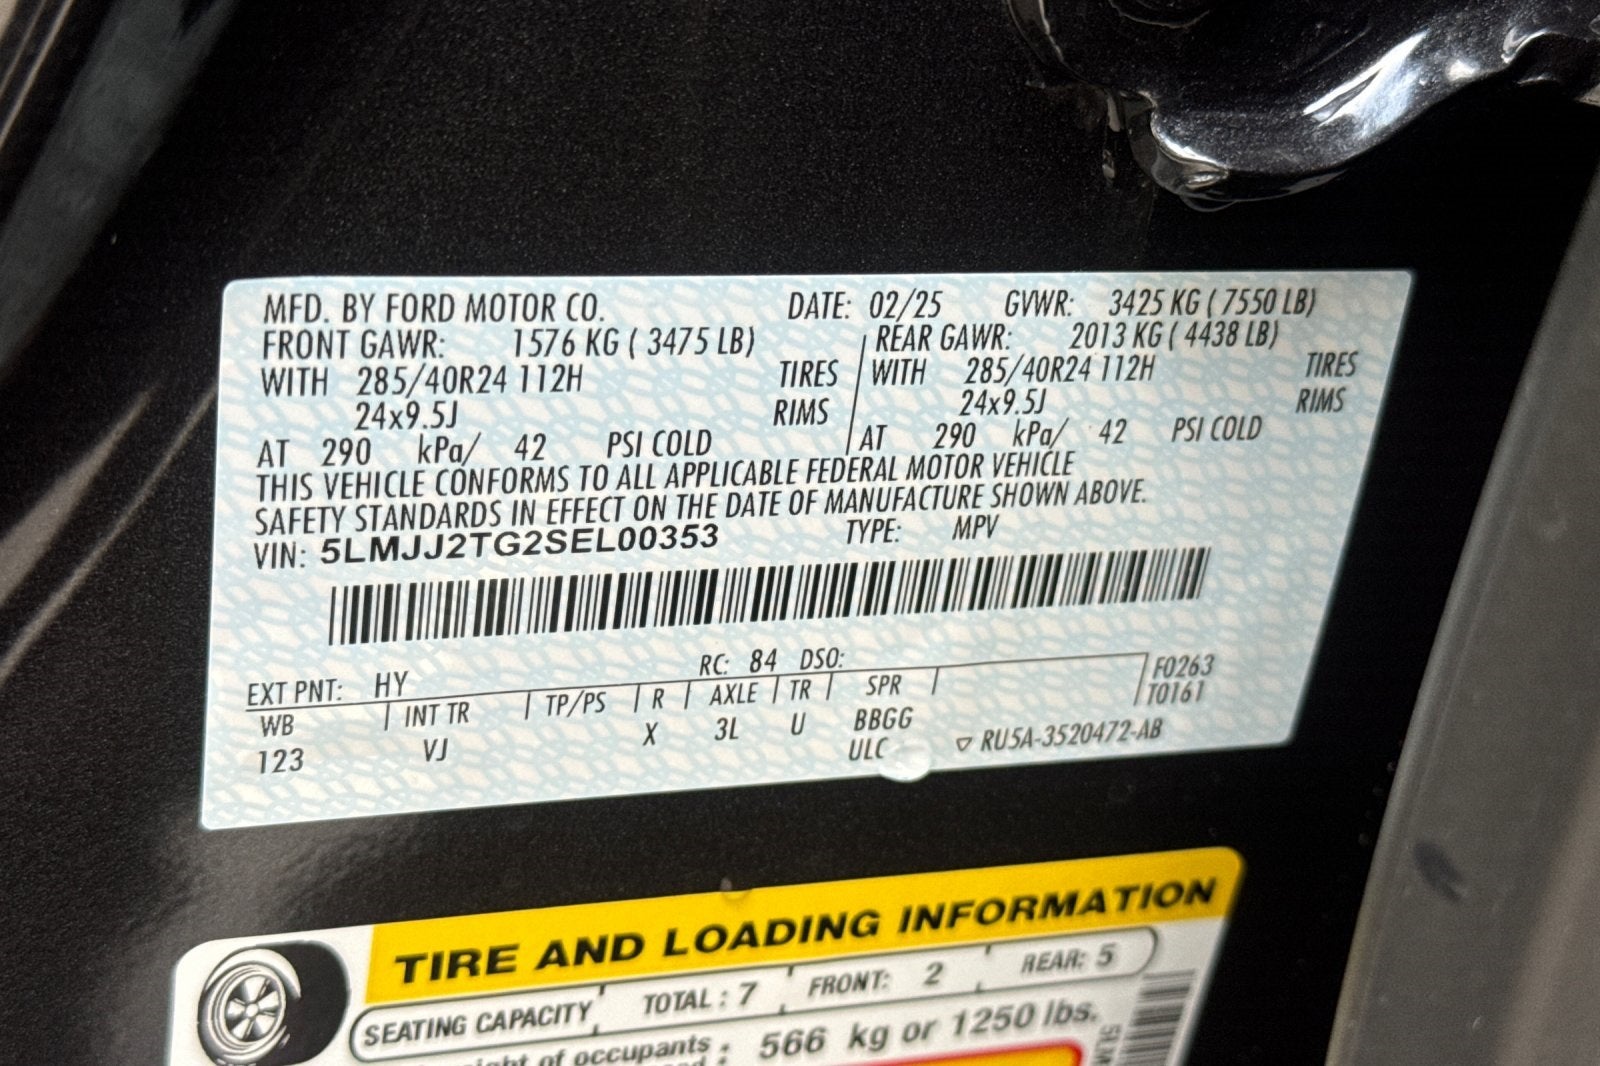 MFD. BY FORD MOTOR CO. DATE: 02/25 GVWR: 3425 KG ( 7550 LB)
FRONT GAWR: 1576 KG ( 3475 LB) REAR GAWR: 2013 KG ( 4438 LB)
WITH 285/40R24 112H TIRES WITH 285/40R24 112H TIRES
24x9.5J RIMS 24x9.5J RIMS
AT 290 kPa/ 42 PSI COLD AT 290 kPa/ 42 PSI COLD
THIS VEHICLE CONFORMS TO ALL APPLICABLE FEDERAL MOTOR VEHICLE
SAFETY STANDARDS IN EFFECT ON THE DATE OF MANUFACTURE SHOWN ABOVE.
VIN: 5LMJJ2TG2SEL00353 TYPE: MPV
EXT PNT: HY RC: 84 DSO: F0263
WB INT TR TP/PS R AXLE TR SPR T0161
123 VJ X 3L U BBGG
ULC ▽ RU5A-3520472-AB
TIRE AND LOADING INFORMATION
SEATING CAPACITY TOTAL : 7 FRONT: 2 REAR: 5
of occupants : 566 kg or 1250 lbs.
5LM